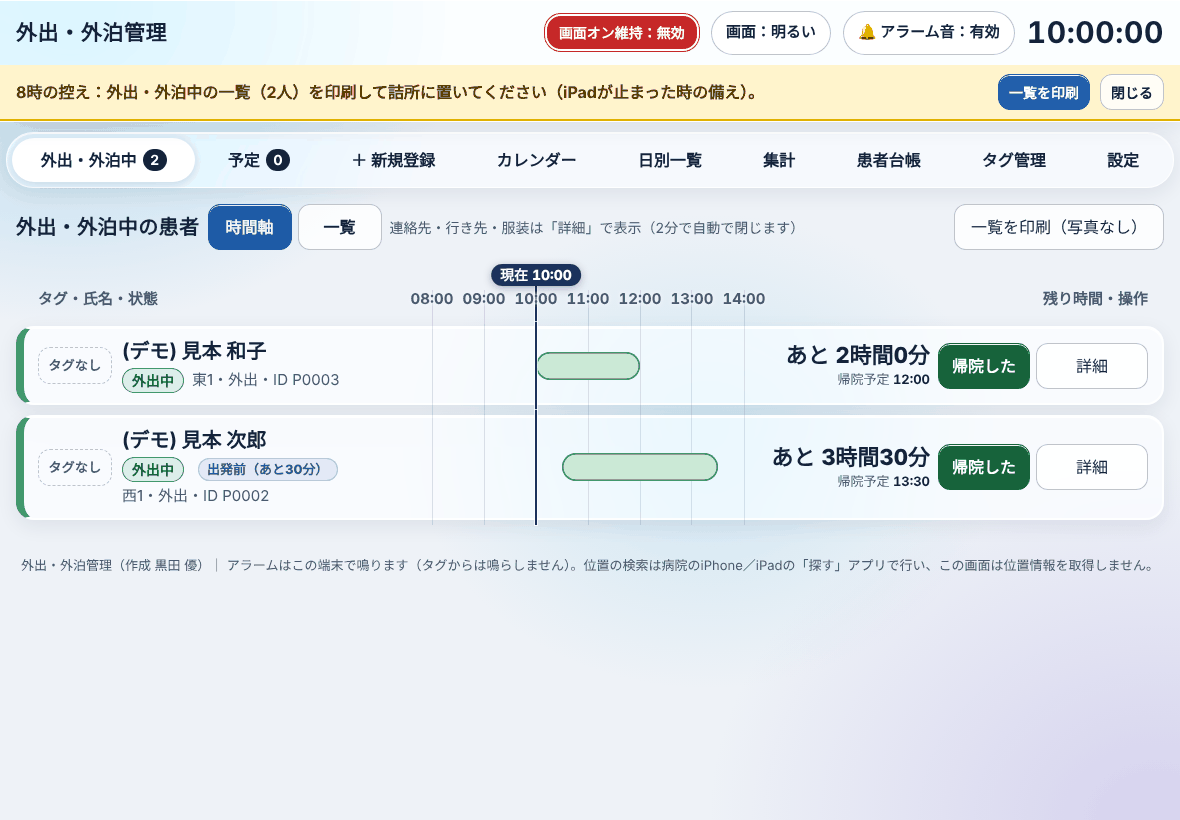 外出・外泊管理
画面オン維持：無効
画面：明るい
🔔 アラーム音：有効
10:00:00
8時の控え：外出・外泊中の一覧（2人）を印刷して詰所に置いてください（iPadが止まった時の備え）。
一覧を印刷
閉じる
外出・外泊中 2
予定 0
＋ 新規登録
カレンダー
日別一覧
集計
患者台帳
タグ管理
設定
外出・外泊中の患者
時間軸
一覧
連絡先・行き先・服装は「詳細」で表示（2分で自動で閉じます）
一覧を印刷（写真なし）
現在 10:00
タグ・氏名・状態
08:00 09:00 10:00 11:00 12:00 13:00 14:00
残り時間・操作
タグなし
(デモ) 見本 和子
外出中 東1・外出・ID P0003
あと 2時間0分
帰院予定 12:00
帰院した
詳細
タグなし
(デモ) 見本 次郎
外出中 出発前（あと30分）
西1・外出・ID P0002
あと 3時間30分
帰院予定 13:30
帰院した
詳細
外出・外泊管理（作成 黒田 優）｜ アラームはこの端末で鳴ります（タグからは鳴らしません）。位置の検索は病院のiPhone／iPadの「探す」アプリで行い、この画面は位置情報を取得しません。